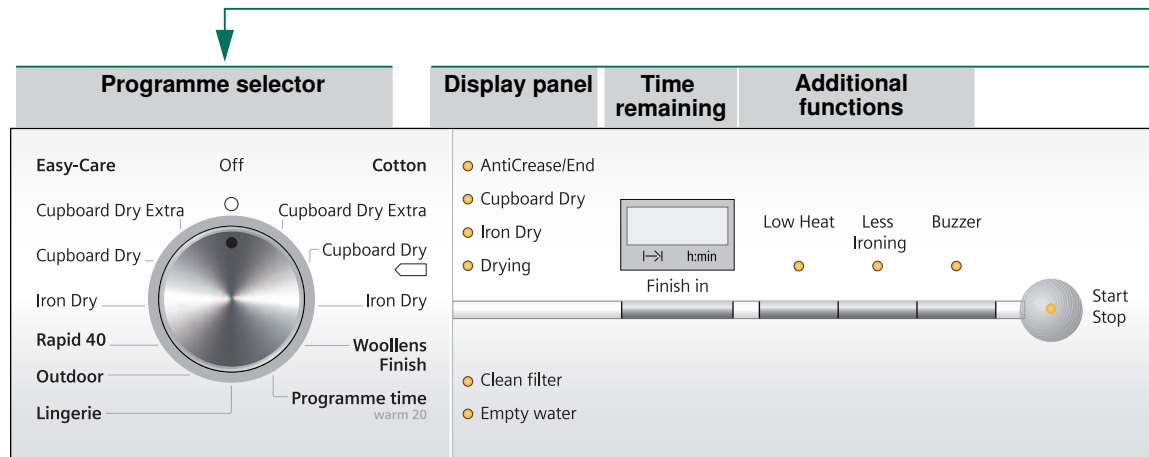 Programme selector
Display panel
Time
remaining
Additional
functions
Easy-Care
Off
Cotton
Cupboard Dry Extra
Cupboard Dry
Iron Dry
Rapid 40
Outdoor
Lingerie
Cupboard Dry Extra
Cupboard Dry
Iron Dry
Woollens
Finish
Programme time
warm 20
AntiCrease/End
Cupboard Dry
Iron Dry
Drying
h:min
Finish in
Low Heat
Less
Ironing
Buzzer
Start
Stop
Clean filter
Empty water